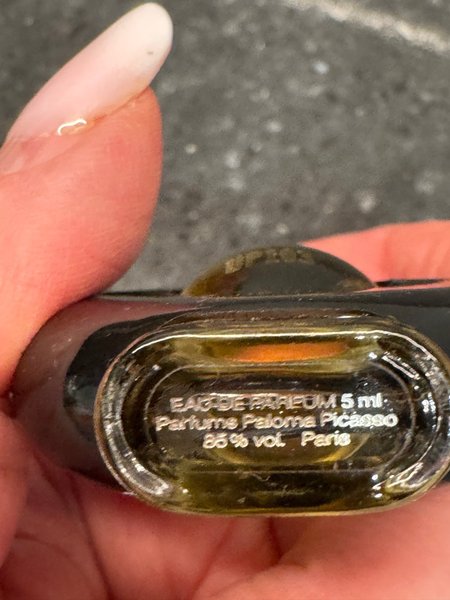 EAU DE PARFUM 5 ml
Parfums Paloma Picasso
85% vol. Paris